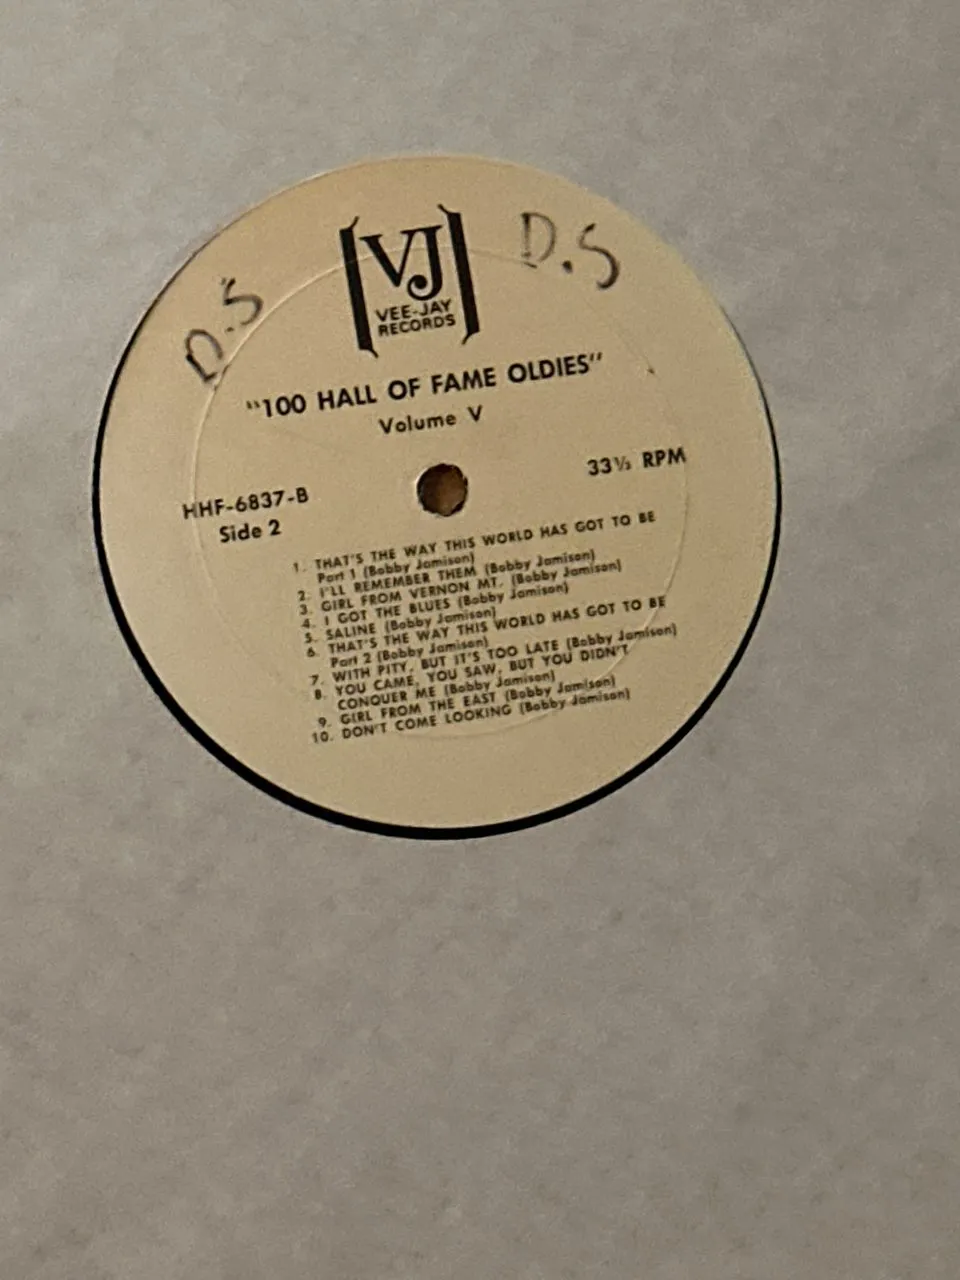 D.S
D.S
VJ
VEE-JAY
RECORDS
"100 HALL OF FAME OLDIES"
Volume V
33⅓ RPM
HHF-6837-B
Side 2
1. THAT'S THE WAY THIS WORLD HAS GOT TO BE
Part 1 (Bobby Jamison)
2. I'LL REMEMBER THEM (Bobby Jamison)
3. GIRL FROM VERNON MT. (Bobby Jamison)
4. I GOT THE BLUES (Bobby Jamison)
5. SALINE (Bobby Jamison)
6. THAT'S THE WAY THIS WORLD HAS GOT TO BE
Part 2 (Bobby Jamison)
7. WITH PITY, BUT IT'S TOO LATE (Bobby Jamison)
8. YOU CAME, YOU SAW, BUT YOU DIDN'T
CONQUER ME (Bobby Jamison)
9. GIRL FROM THE EAST (Bobby Jamison)
10. DON'T COME LOOKING (Bobby Jamison)